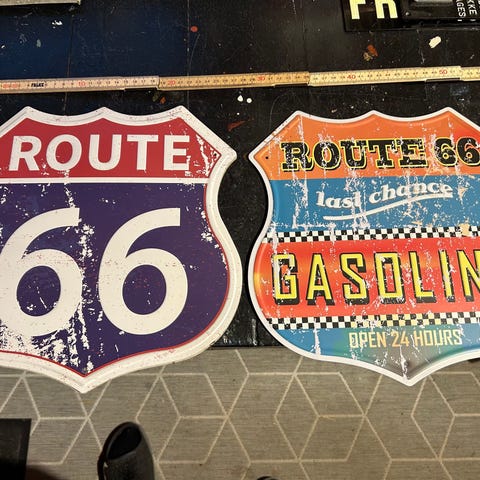 ROUTE
66
ROUTE 66
last chance
GASOLIN
OPEN 24 HOURS